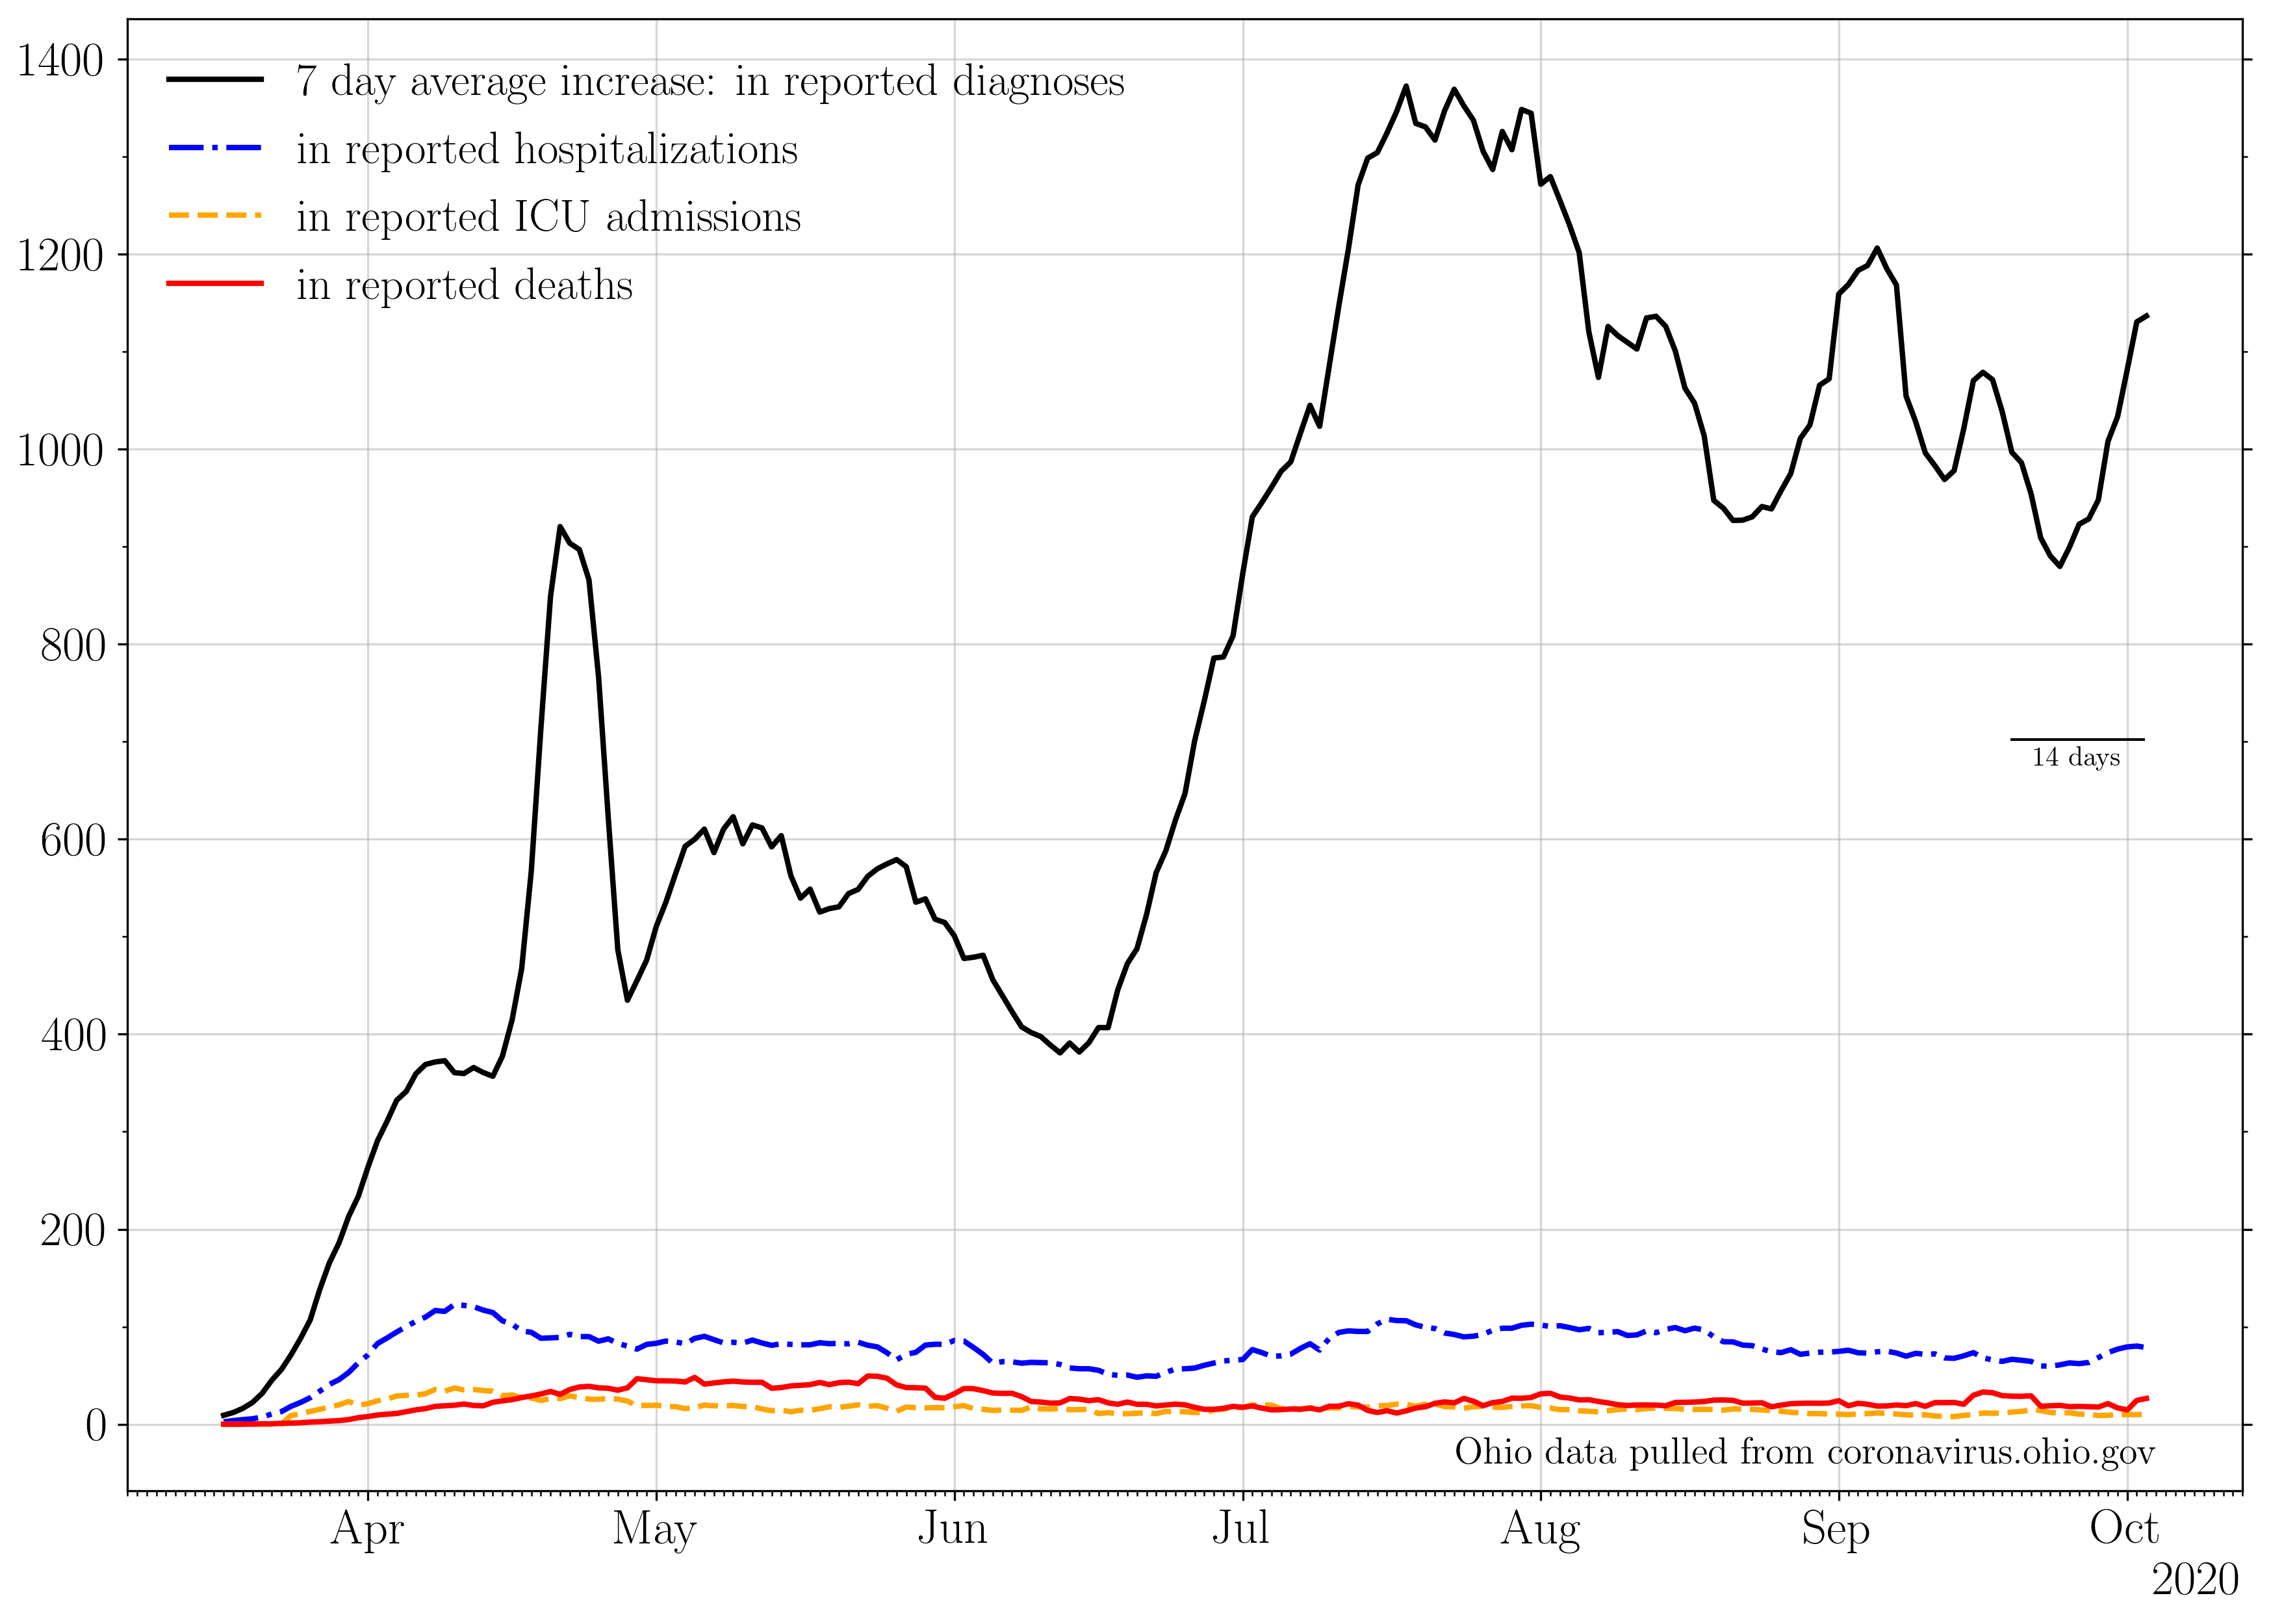 1400
1200
1000
800
600
400
200
0
7 day average increase: in reported diagnoses
in reported hospitalizations
in reported ICU admissions
in reported deaths
14 days
Ohio data pulled from coronavirus.ohio.gov
Apr May Jun Jul Aug Sep Oct
2020